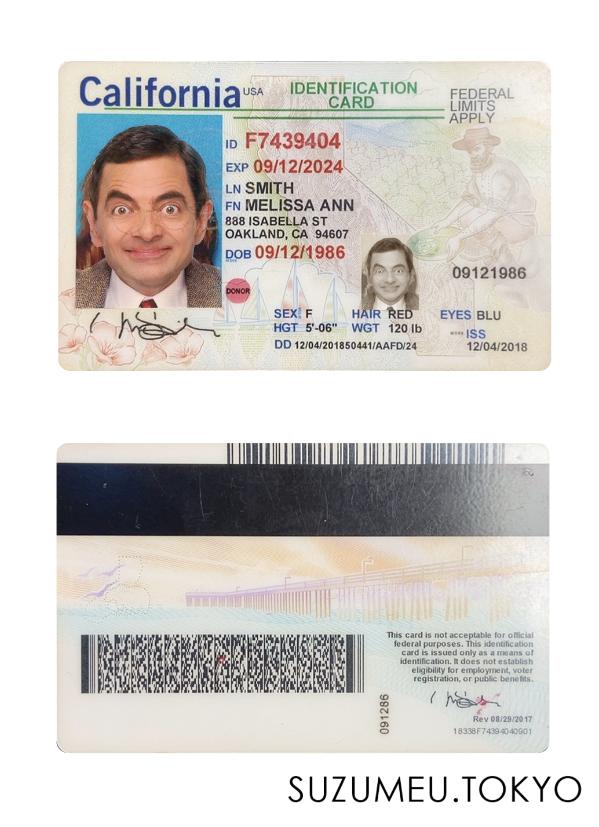 California USA
IDENTIFICATION
CARD
FEDERAL
LIMITS
APPLY
ID F7439404
EXP 09/12/2024
LN SMITH
FN MELISSA ANN
888 ISABELLA ST
OAKLAND, CA 94607
DOB 09/12/1986
DONOR
09121986
SEX F HAIR RED EYES BLU
HGT 5'-06" WGT 120 lb ISS
DD 12/04/201850441/AAFD/24 12/04/2018
This card is not acceptable for official
federal purposes. This identification
card is issued only as a means of
identification. It does not establish
eligibility for employment, voter
registration, or public benefits.
091286
Rev 08/29/2017
18338F74394040901
SUZUMEU.TOKYO